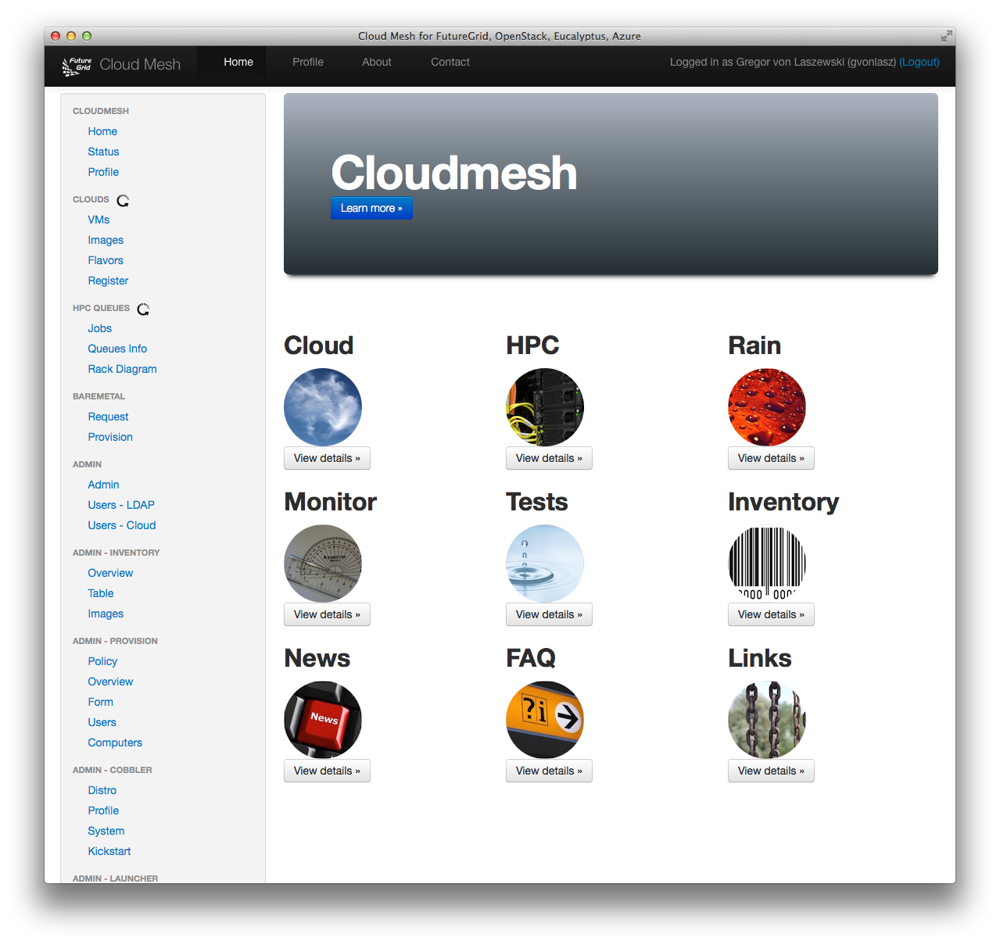 Cloud Mesh for FutureGrid, OpenStack, Eucalyptus, Azure
Future Grid Cloud Mesh Home Profile About Contact Logged in as Gregor von Laszewski (gvonlasz) (Logout)
CLOUDMESH
Home
Status
Profile
CLOUDS
VMs
Images
Flavors
Register
HPC QUEUES
Jobs
Queues Info
Rack Diagram
BAREMETAL
Request
Provision
ADMIN
Admin
Users - LDAP
Users - Cloud
ADMIN - INVENTORY
Overview
Table
Images
ADMIN - PROVISION
Policy
Overview
Form
Users
Computers
ADMIN - COBBLER
Distro
Profile
System
Kickstart
ADMIN - LAUNCHER
Cloudmesh
Learn more »
Cloud HPC Rain
View details » View details » View details »
Monitor Tests Inventory
0000 0000
View details » View details » View details »
News FAQ Links
News ?i
View details » View details » View details »